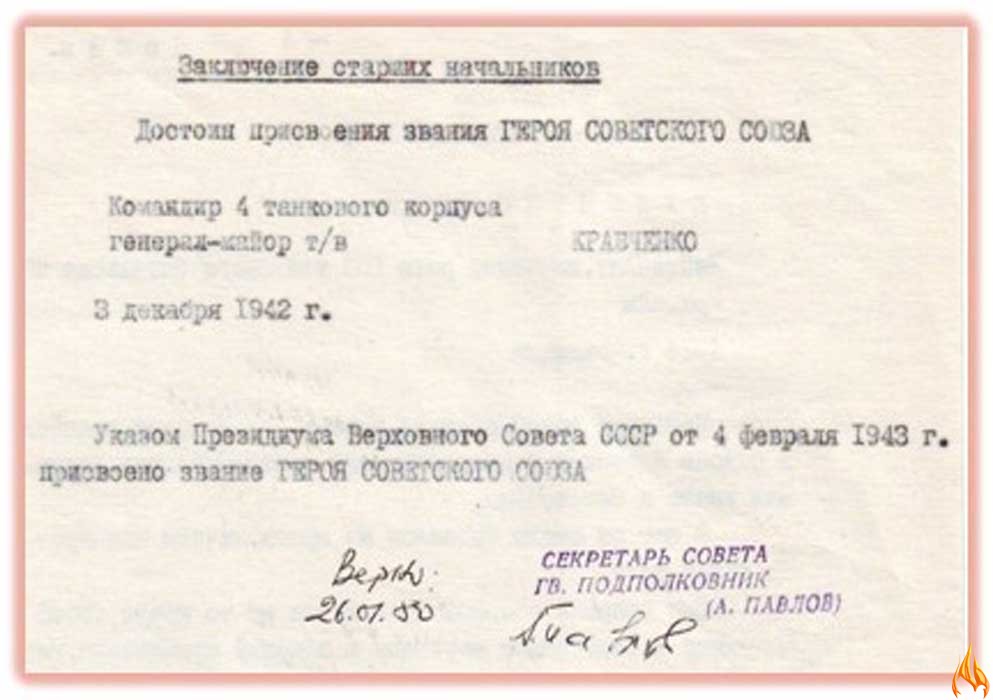 Заключение старших начальников
Достоин присвоения звания ГЕРОЯ СОВЕТСКОГО СОЮЗА
Командир 4 танкового корпуса
генерал-майор т/в КРАВЧЕНКО
3 декабря 1942 г.
Указом Президиума Верховного Совета СССР от 4 февраля 1943 г.
присвоено звание ГЕРОЯ СОВЕТСКОГО СОЮЗА
Верно:
26.01.80
СЕКРЕТАРЬ СОВЕТА
ГВ. ПОДПОЛКОВНИК
(А. ПАВЛОВ)